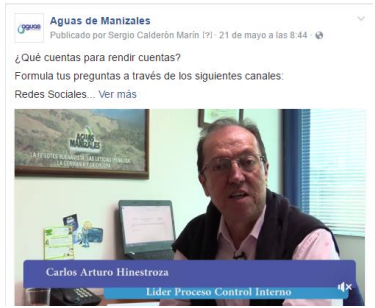 aguas
Aguas de Manizales
Publicado por Sergio Calderón Marín [?] · 21 de mayo a las 8:44 ·
¿Qué cuentas para rendir cuentas?
Formula tus preguntas a través de los siguientes canales:
Redes Sociales... Ver más
AGUAS
MANIZALES
Carlos Arturo Hinestroza
Líder Proceso Control Interno